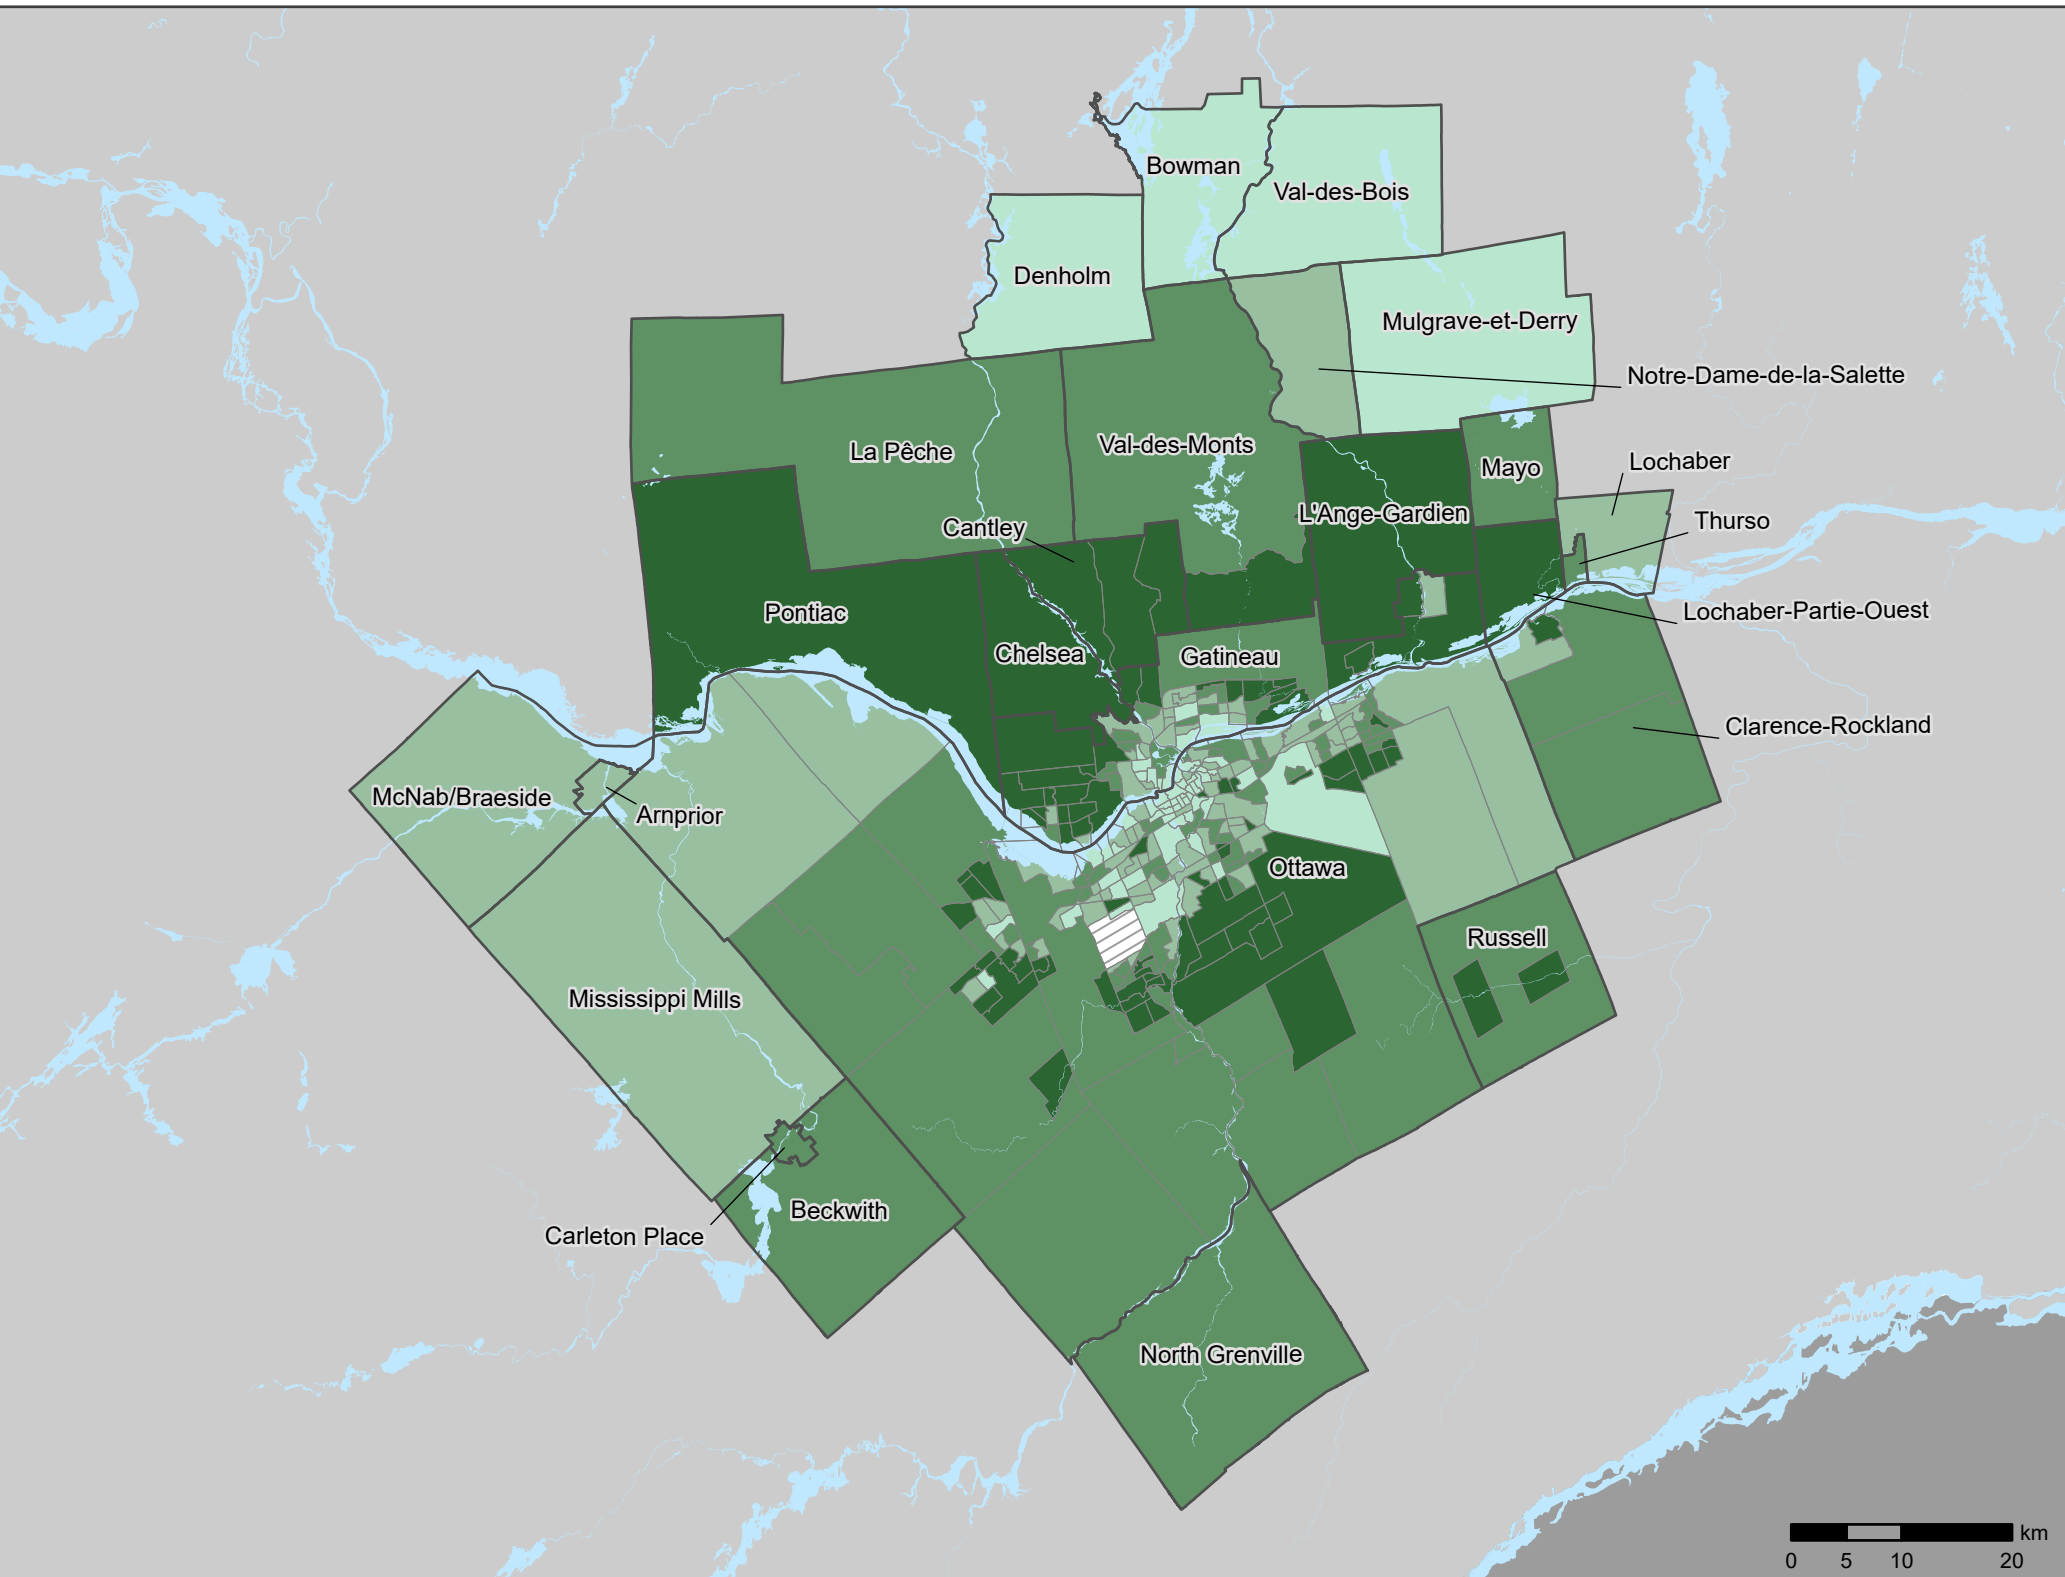 Bowman
Val-des-Bois
Denholm
Mulgrave-et-Derry
Notre-Dame-de-la-Salette
La Pêche
Val-des-Monts
Mayo
Lochaber
Cantley
L'Ange-Gardien
Thurso
Pontiac
Lochaber-Partie-Ouest
Chelsea
Gatineau
Clarence-Rockland
McNab/Braeside
Arnprior
Ottawa
Russell
Mississippi Mills
Beckwith
Carleton Place
North Grenville
km
0 5 10 20